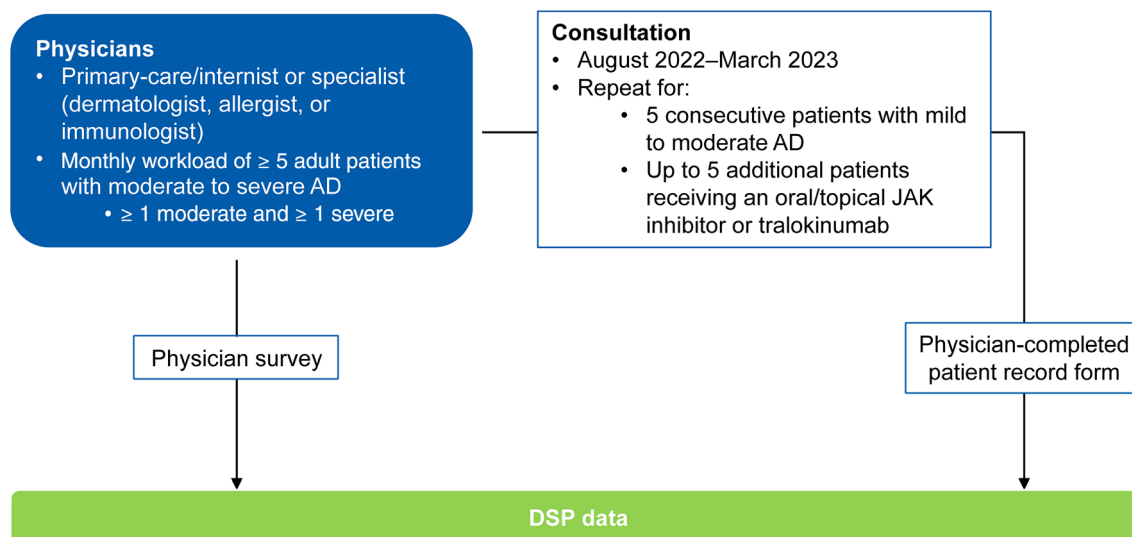 Physicians
• Primary-care/internist or specialist
(dermatologist, allergist, or
immunologist)
• Monthly workload of ≥ 5 adult patients
with moderate to severe AD
• ≥ 1 moderate and ≥ 1 severe
Consultation
• August 2022–March 2023
• Repeat for:
• 5 consecutive patients with mild
to moderate AD
• Up to 5 additional patients
receiving an oral/topical JAK
inhibitor or tralokinumab
Physician survey
Physician-completed
patient record form
DSP data